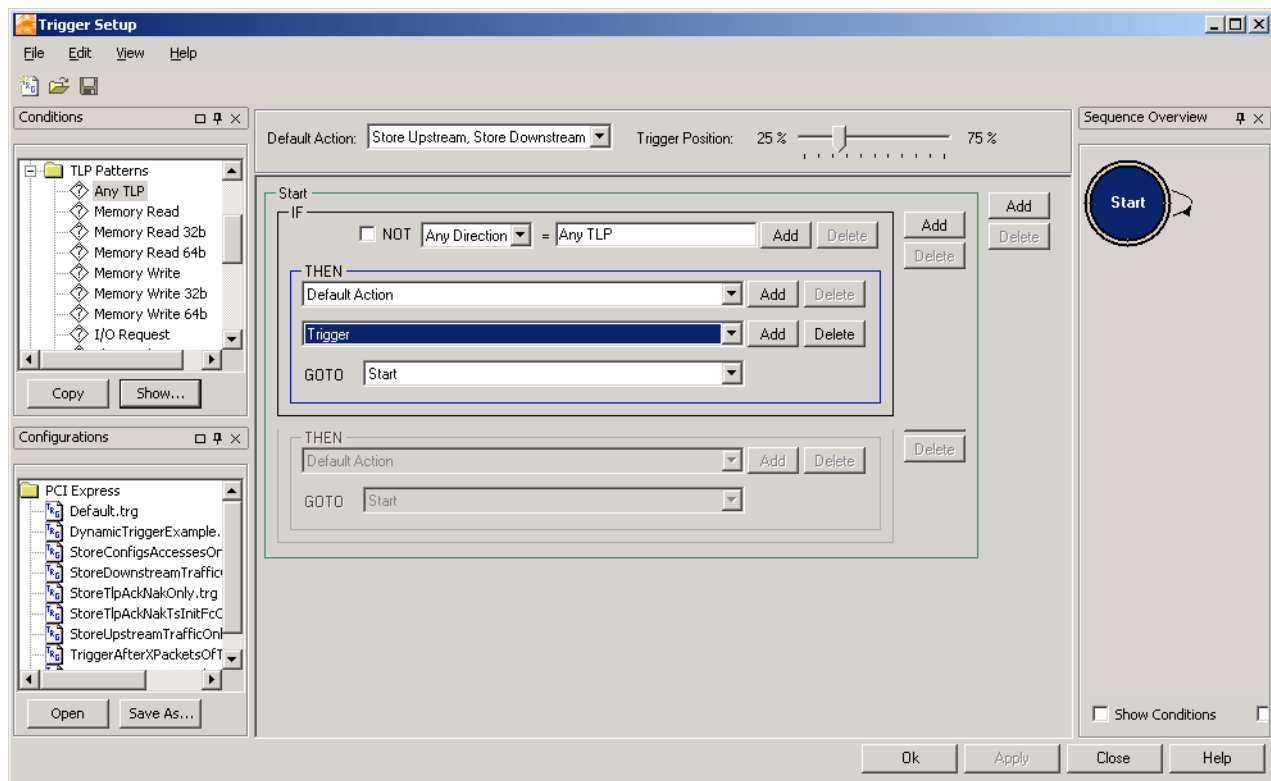 Trigger Setup
File Edit View Help
Conditions
TLP Patterns
Any TLP
Memory Read
Memory Read 32b
Memory Read 64b
Memory Write
Memory Write 32b
Memory Write 64b
I/O Request
Copy Show...
Configurations
PCI Express
Default.trg
DynamicTriggerExample.
StoreConfigsAccessesOr
StoreDownstreamTraffic
StoreTlpAckNakOnly.trg
StoreTlpAckNakTsInitFcC
StoreUpstreamTrafficOnl
TriggerAfterXPacketsOfT
Open Save As...
Default Action: Store Upstream, Store Downstream Trigger Position: 25 % 75 %
Start
IF
NOT Any Direction = Any TLP Add Delete
Add
Delete
Add
Delete
THEN
Default Action Add Delete
Trigger Add Delete
GOTO Start
THEN
Default Action Add Delete
Delete
GOTO Start
Sequence Overview
Start
Show Conditions
Ok Apply Close Help